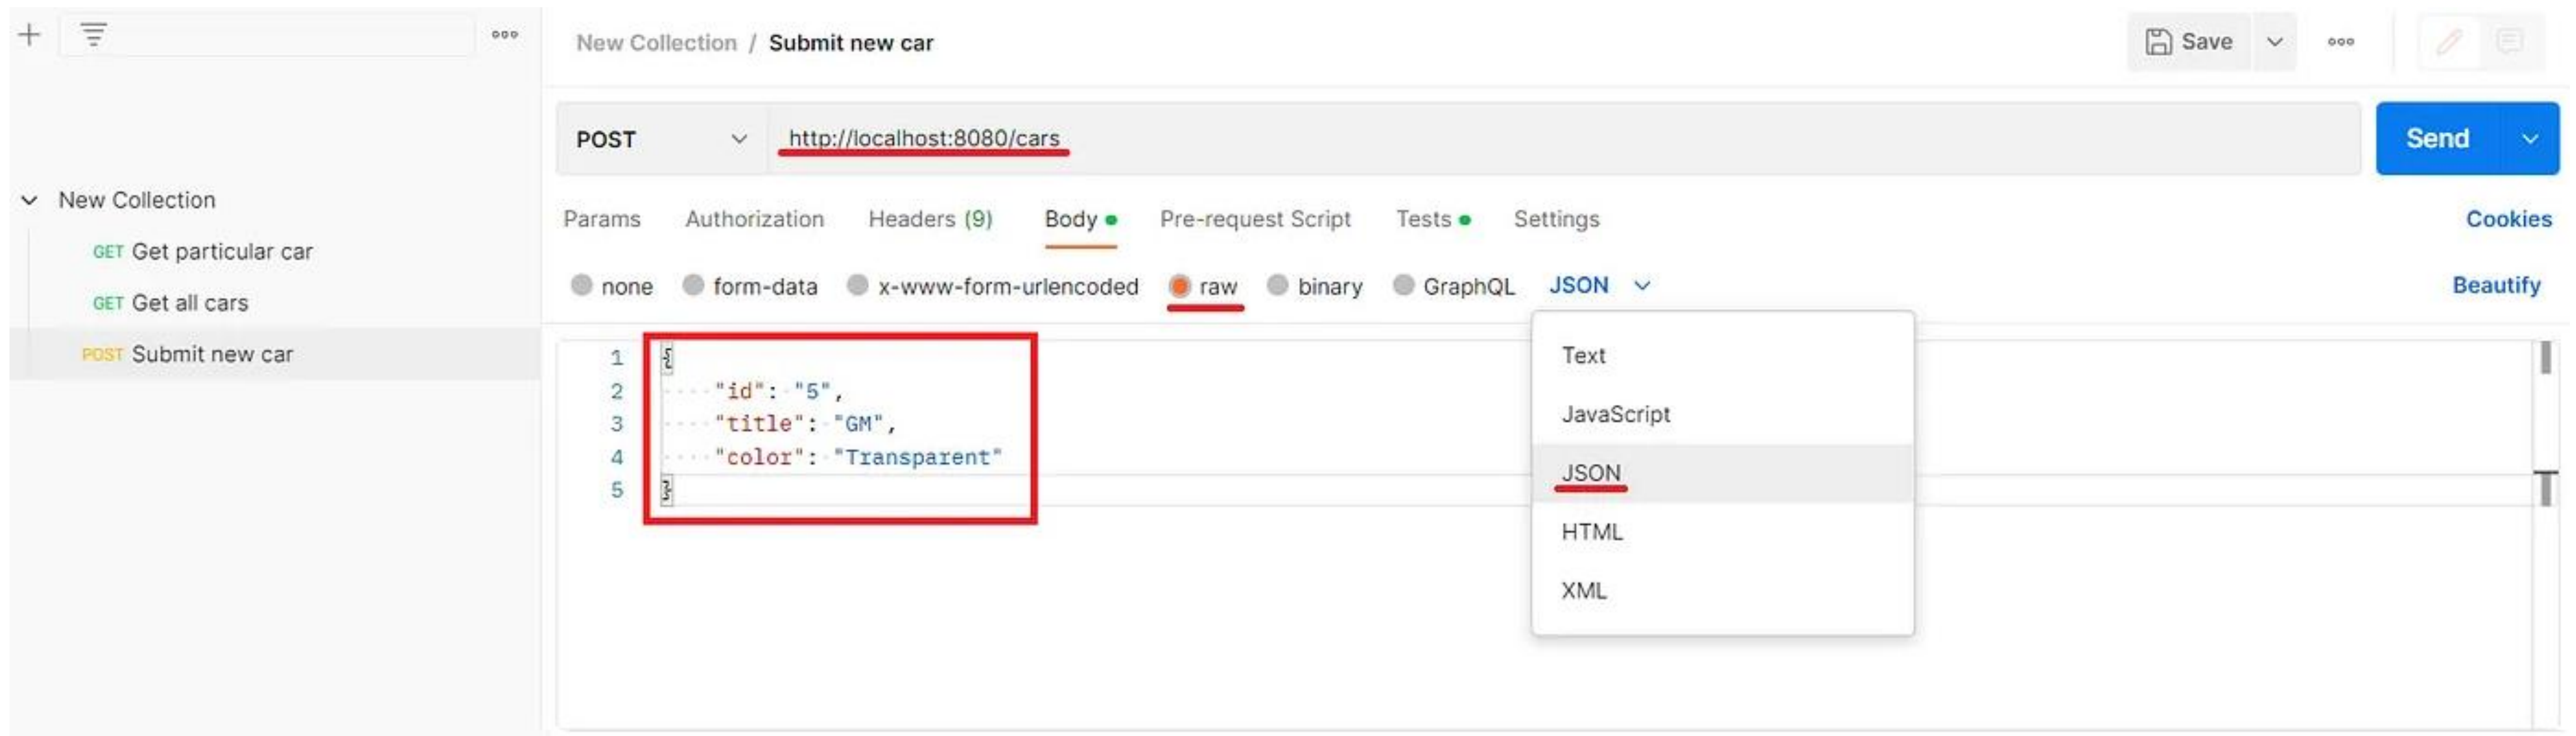 New Collection / Submit new car
Save
POST
http://localhost:8080/cars
Send
New Collection
GET Get particular car
GET Get all cars
POST Submit new car
Params Authorization Headers (9) Body Pre-request Script Tests Settings Cookies
none form-data x-www-form-urlencoded raw binary GraphQL JSON Beautify
1 {
2 "id": "5",
3 "title": "GM",
4 "color": "Transparent"
5 }
Text
JavaScript
JSON
HTML
XML